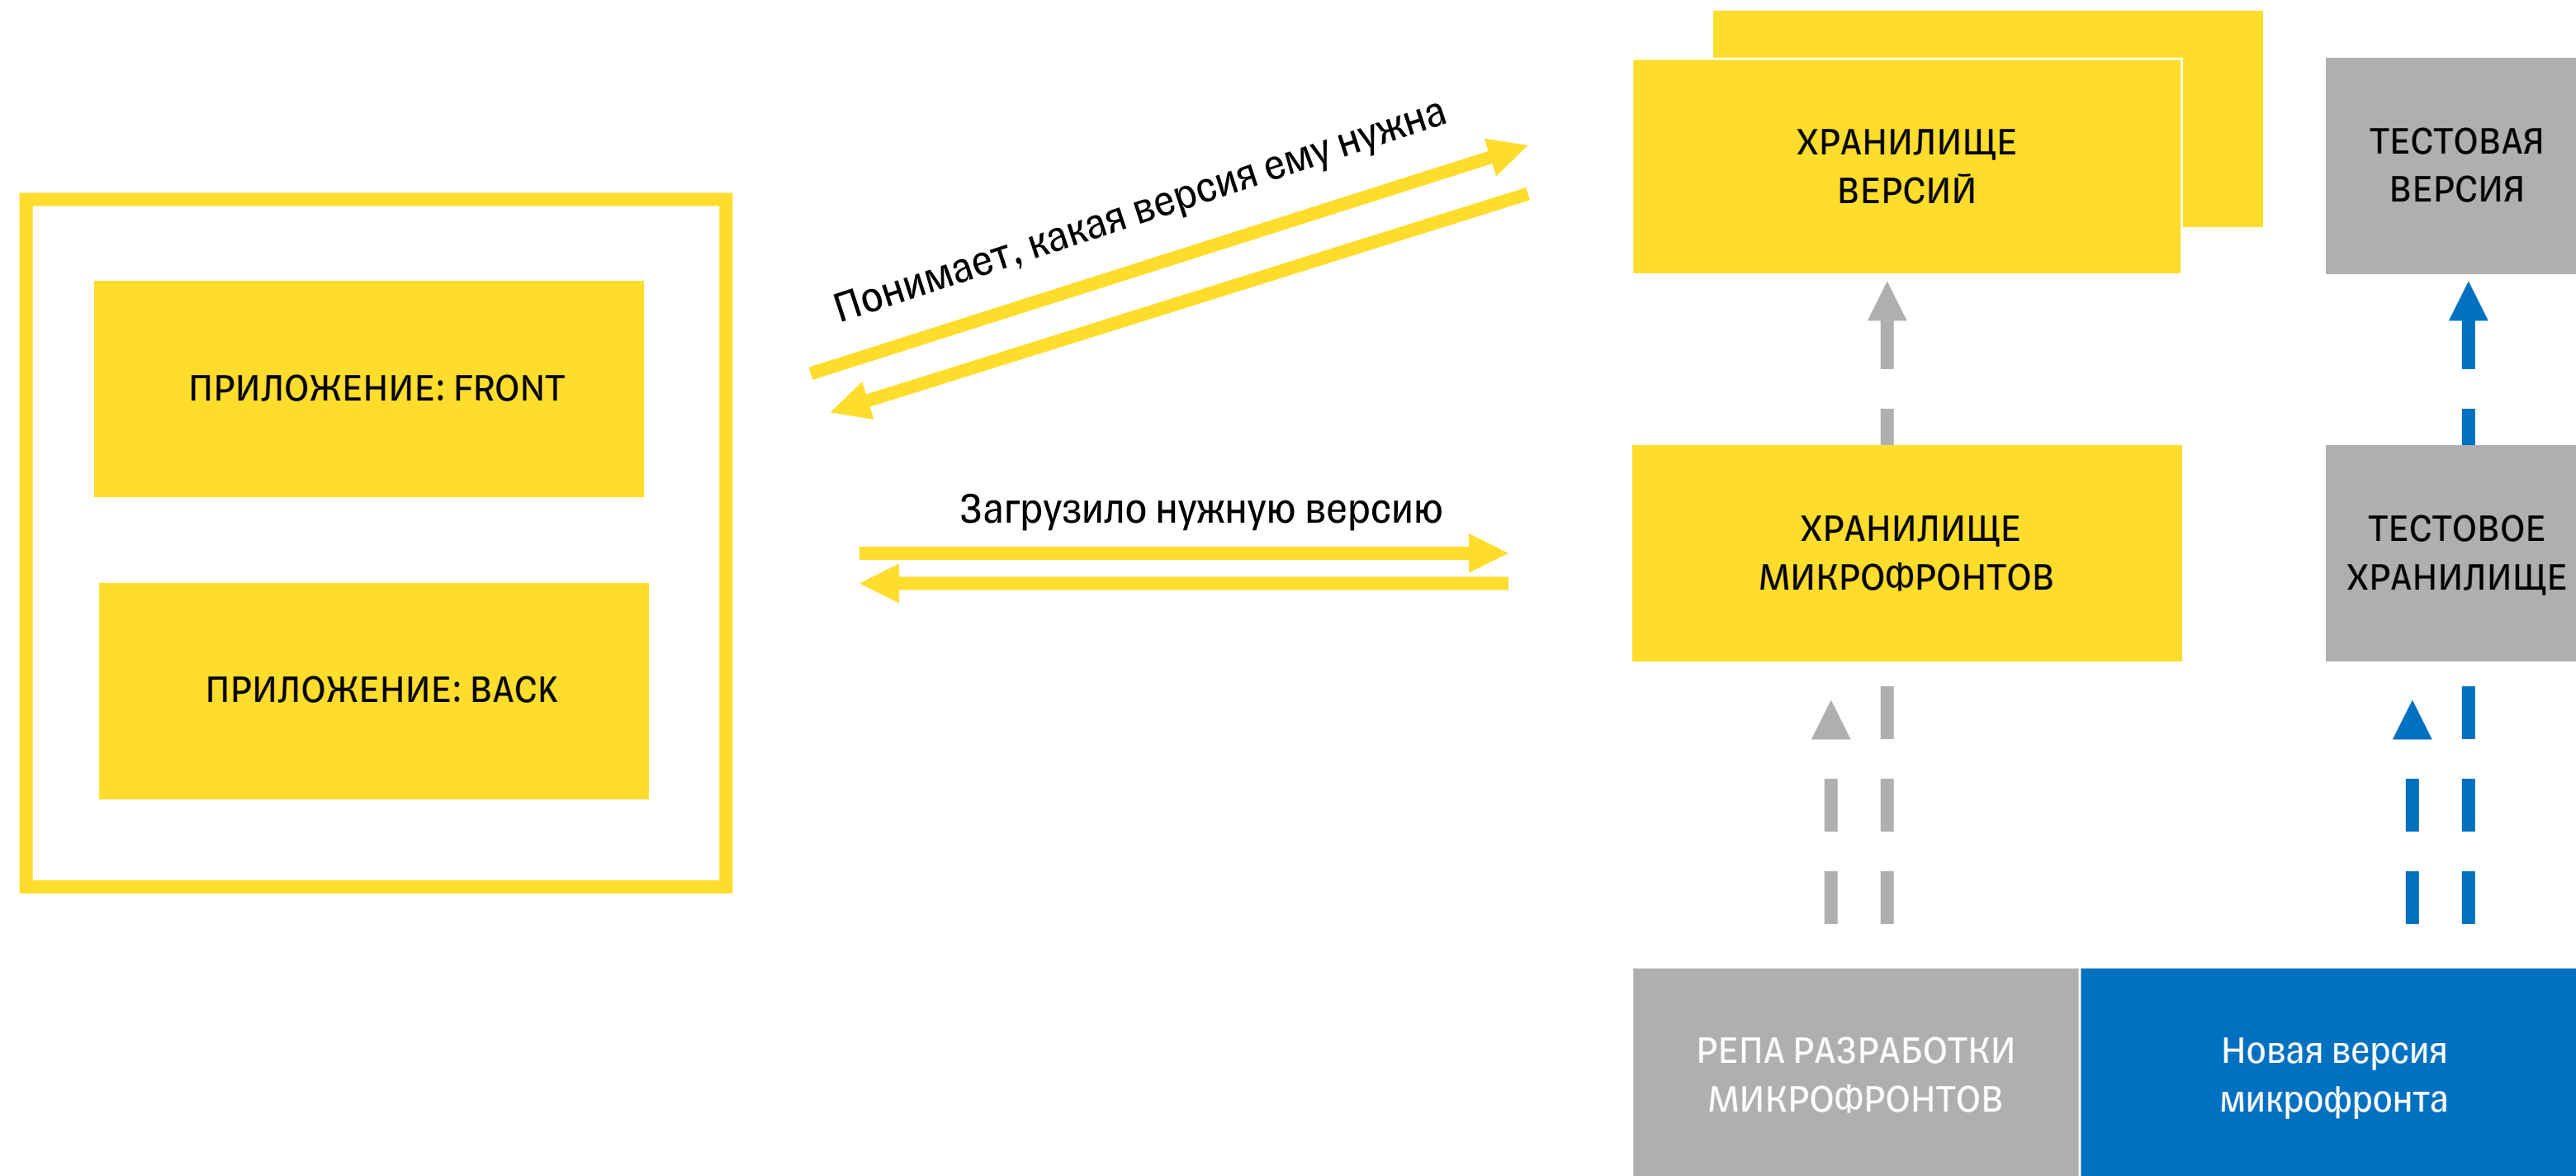 Понимает, какая версия ему нужна
ХРАНИЛИЩЕ
ВЕРСИЙ
ТЕСТОВАЯ
ВЕРСИЯ
ПРИЛОЖЕНИЕ: FRONT
Загрузило нужную версию
ХРАНИЛИЩЕ
МИКРОФРОНТОВ
ТЕСТОВОЕ
ХРАНИЛИЩЕ
ПРИЛОЖЕНИЕ: BACK
РЕПА РАЗРАБОТКИ
МИКРОФРОНТОВ
Новая версия
микрофронта